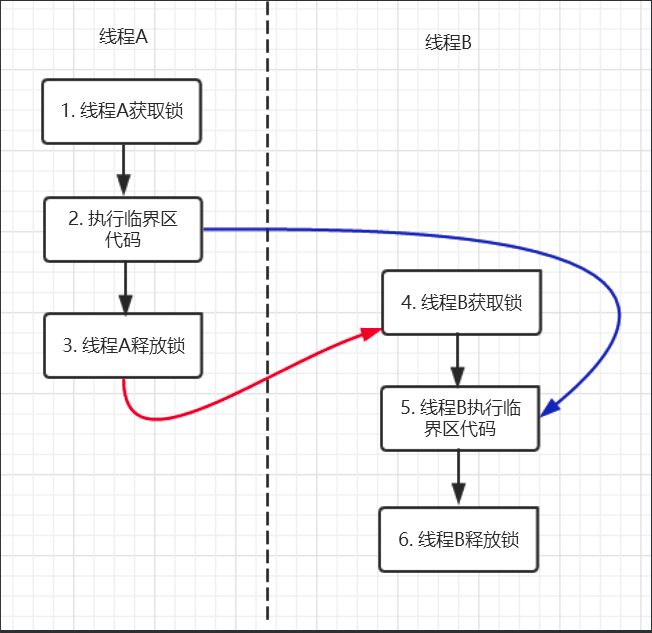 线程A
线程B
1. 线程A获取锁
2. 执行临界区
代码
3. 线程A释放锁
4. 线程B获取锁
5. 线程B执行临
界区代码
6. 线程B释放锁